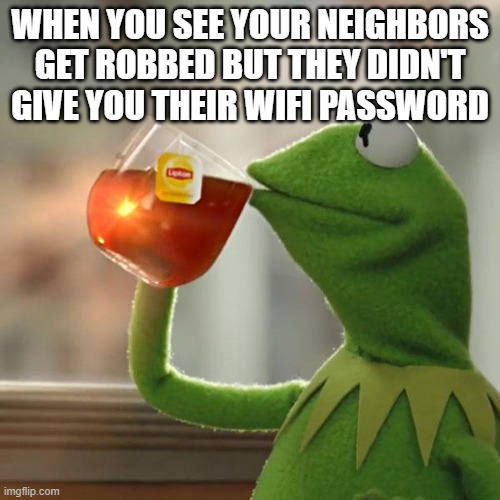 WHEN YOU SEE YOUR NEIGHBORS
GET ROBBED BUT THEY DIDN'T
GIVE YOU THEIR WIFI PASSWORD
Lipton
imgflip.com